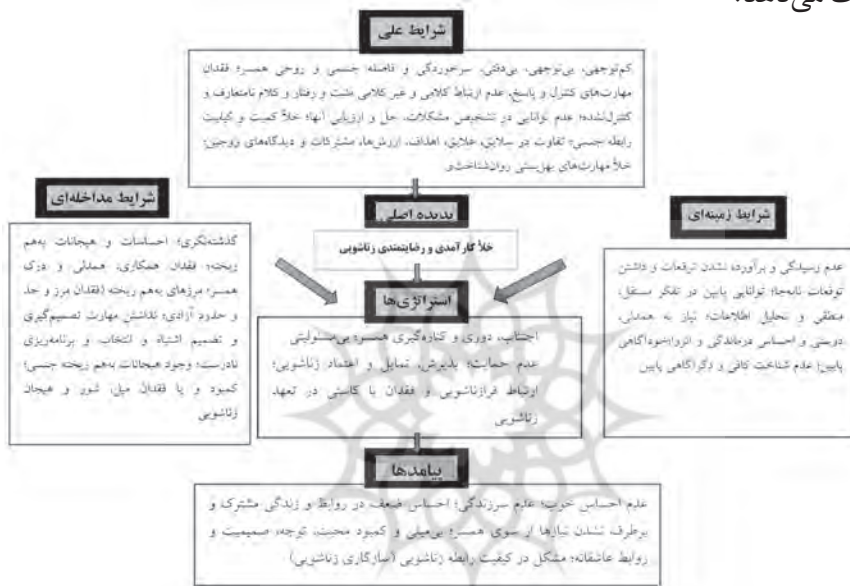 ت می‌دهد.
شرایط علی
کم‌توجهی، بی‌توجهی، بی‌دقتی، سرخوردگی و فاصله جسمی و روحی همسر؛ فقدان
مهارت‌های کنترل و پاسخ، عدم ارتباط کلامی و غیر کلامی مثبت و رفتار و کلام نامتعارف و
کنترل‌نشده؛ عدم توانایی در تشخیص مشکلات، حل و ارزیابی آنها؛ خلأ کمیت و کیفیت
رابطه جنسی؛ تفاوت در سلایق، علایق، اهداف، ارزش‌ها، مشترکات و دیدگاه‌های زوجین؛
خلأ مهارت‌های بهزیستی روان‌شناختی
شرایط زمینه‌ای
عدم رسیدگی و برآورده نشدن توقعات و داشتن
توقعات نابه‌جا؛ توانایی پایین در تفکر مستقل،
منطقی و تحلیل اطلاعات؛ نیاز به همدلی،
دوستی و احساس درماندگی و انزوا؛ خودآگاهی
پایین؛ عدم شناخت کافی و دگرآگاهی پایین
پدیده اصلی
خلأ کارآمدی و رضایتمندی زناشویی
شرایط مداخله‌ای
گذشته‌نگری؛ احساسات و هیجانات به‌هم
ریخته؛ فقدان همکاری، همدلی و درک
همسر؛ مرزهای به‌هم ریخته (فقدان مرز و حد
و حدود آزادی؛ نداشتن مهارت تصمیم‌گیری
و تصمیم اشتباه و انتخاب و برنامه‌ریزی
نادرست؛ وجود هیجانات به‌هم ریخته جنسی؛
کمبود و یا فقدان میل، شور و هیجان
زناشویی
استراتژی‌ها
اجتناب، دوری و کناره‌گیری همسر؛ بی‌مسئولیتی
عدم حمایت؛ پذیرش، تمایل و اعتماد زناشویی؛
ارتباط فرازناشویی و فقدان یا کاستی در تعهد
زناشویی
پیامدها
عدم احساس خوب؛ عدم سرزندگی؛ احساس ضعف در روابط و زندگی مشترک و
برطرف نشدن نیازها از سوی همسر؛ بی‌میلی و کمبود محبت، توجه، صمیمیت و
روابط عاشقانه؛ مشکل در کیفیت رابطه زناشویی (سازگاری زناشویی)